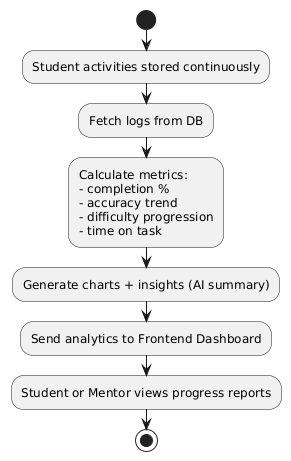 Student activities stored continuously
Fetch logs from DB
Calculate metrics:
- completion %
- accuracy trend
- difficulty progression
- time on task
Generate charts + insights (AI summary)
Send analytics to Frontend Dashboard
Student or Mentor views progress reports